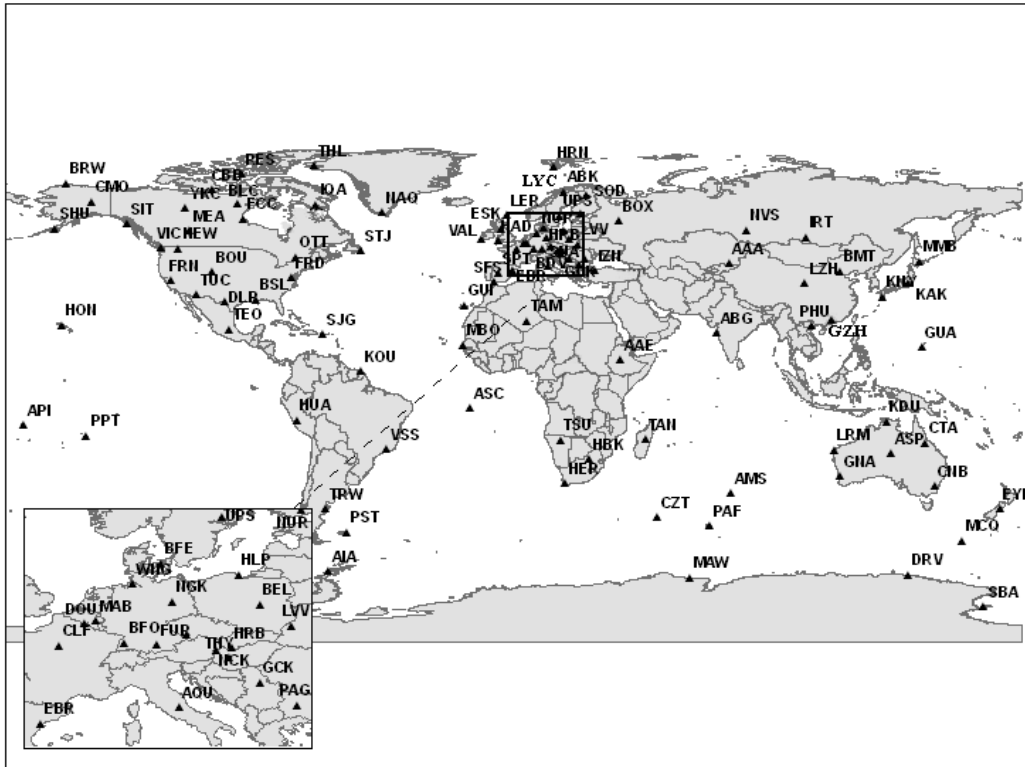 HRN
THL
RES
BRW
CBB
ABK
LYC
SOD
CMO
YKC
BLC
IQA
NAQ
LER
UPS
BOX
SHU
SIT
MEA
FCC
ESK
NVS
IRT
VIC
NEW
OTT
STJ
VAL
HAD
LVV
BOU
FRD
AAA
BMT
MMB
FRN
TUC
BSL
SFS
SPT
EBR
BDV
GCK
IZN
LZH
KNY
KAK
DLR
GUI
HON
TEO
SJG
TAM
ABG
PHU
GZH
GUA
MBO
AAE
KOU
ASC
API
PPT
HUA
VSS
TSU
HBK
TAN
KDU
CTA
LRM
ASP
GNA
CNB
HER
AMS
TRW
CZT
PAF
PST
MCQ
AIA
MAW
DRV
SBA
UPS
NUR
BFE
WNG
HLP
NGK
BEL
DOU
MAB
LVV
CLF
BFO
FUR
HRB
THY
NCK
GCK
AQU
PAG
EBR